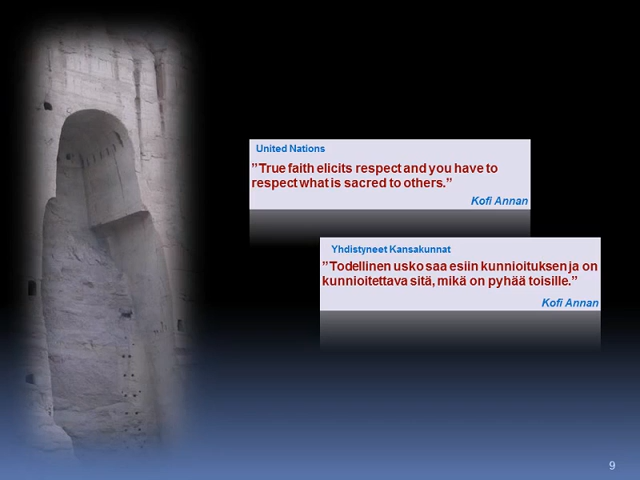 United Nations
”True faith elicits respect and you have to
respect what is sacred to others.”
Kofi Annan
Yhdistyneet Kansakunnat
”Todellinen usko saa esiin kunnioituksen ja on
kunnioitettava sitä, mikä on pyhää toisille.”
Kofi Annan
9